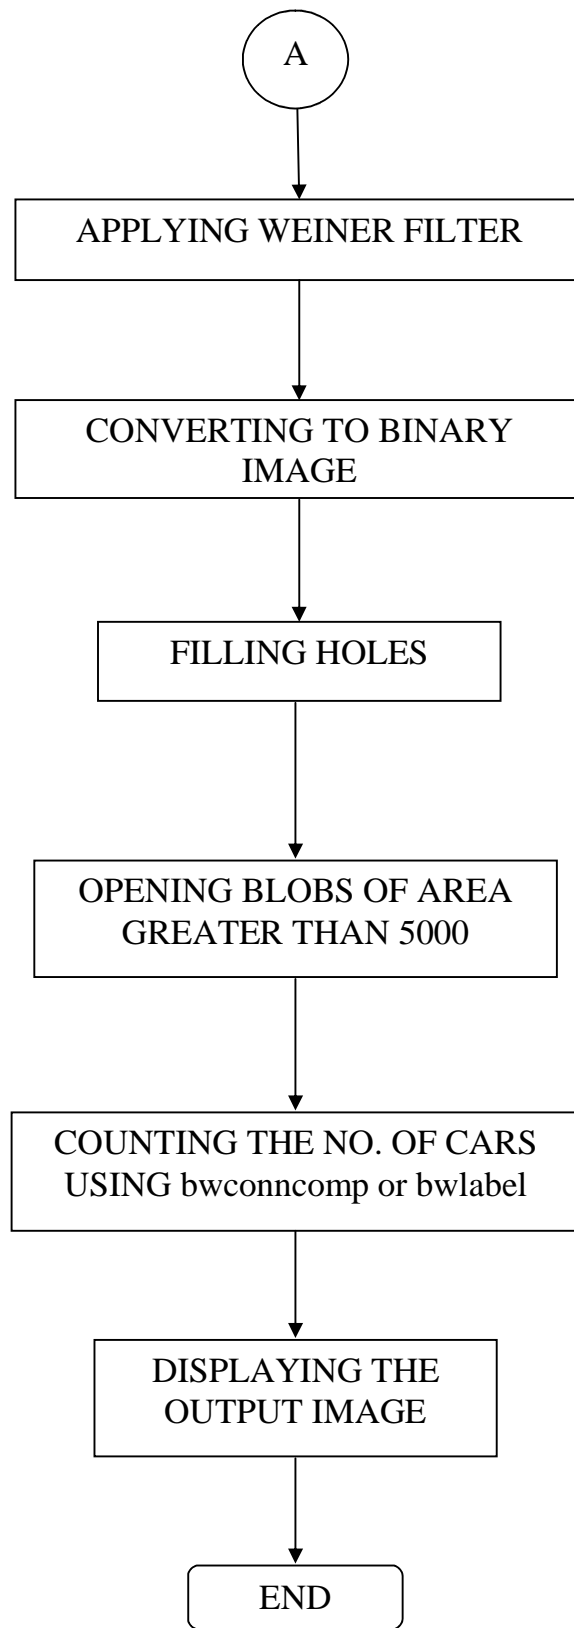 A
APPLYING WEINER FILTER
CONVERTING TO BINARY
IMAGE
FILLING HOLES
OPENING BLOBS OF AREA
GREATER THAN 5000
COUNTING THE NO. OF CARS
USING bwconncomp or bwlabel
DISPLAYING THE
OUTPUT IMAGE
END